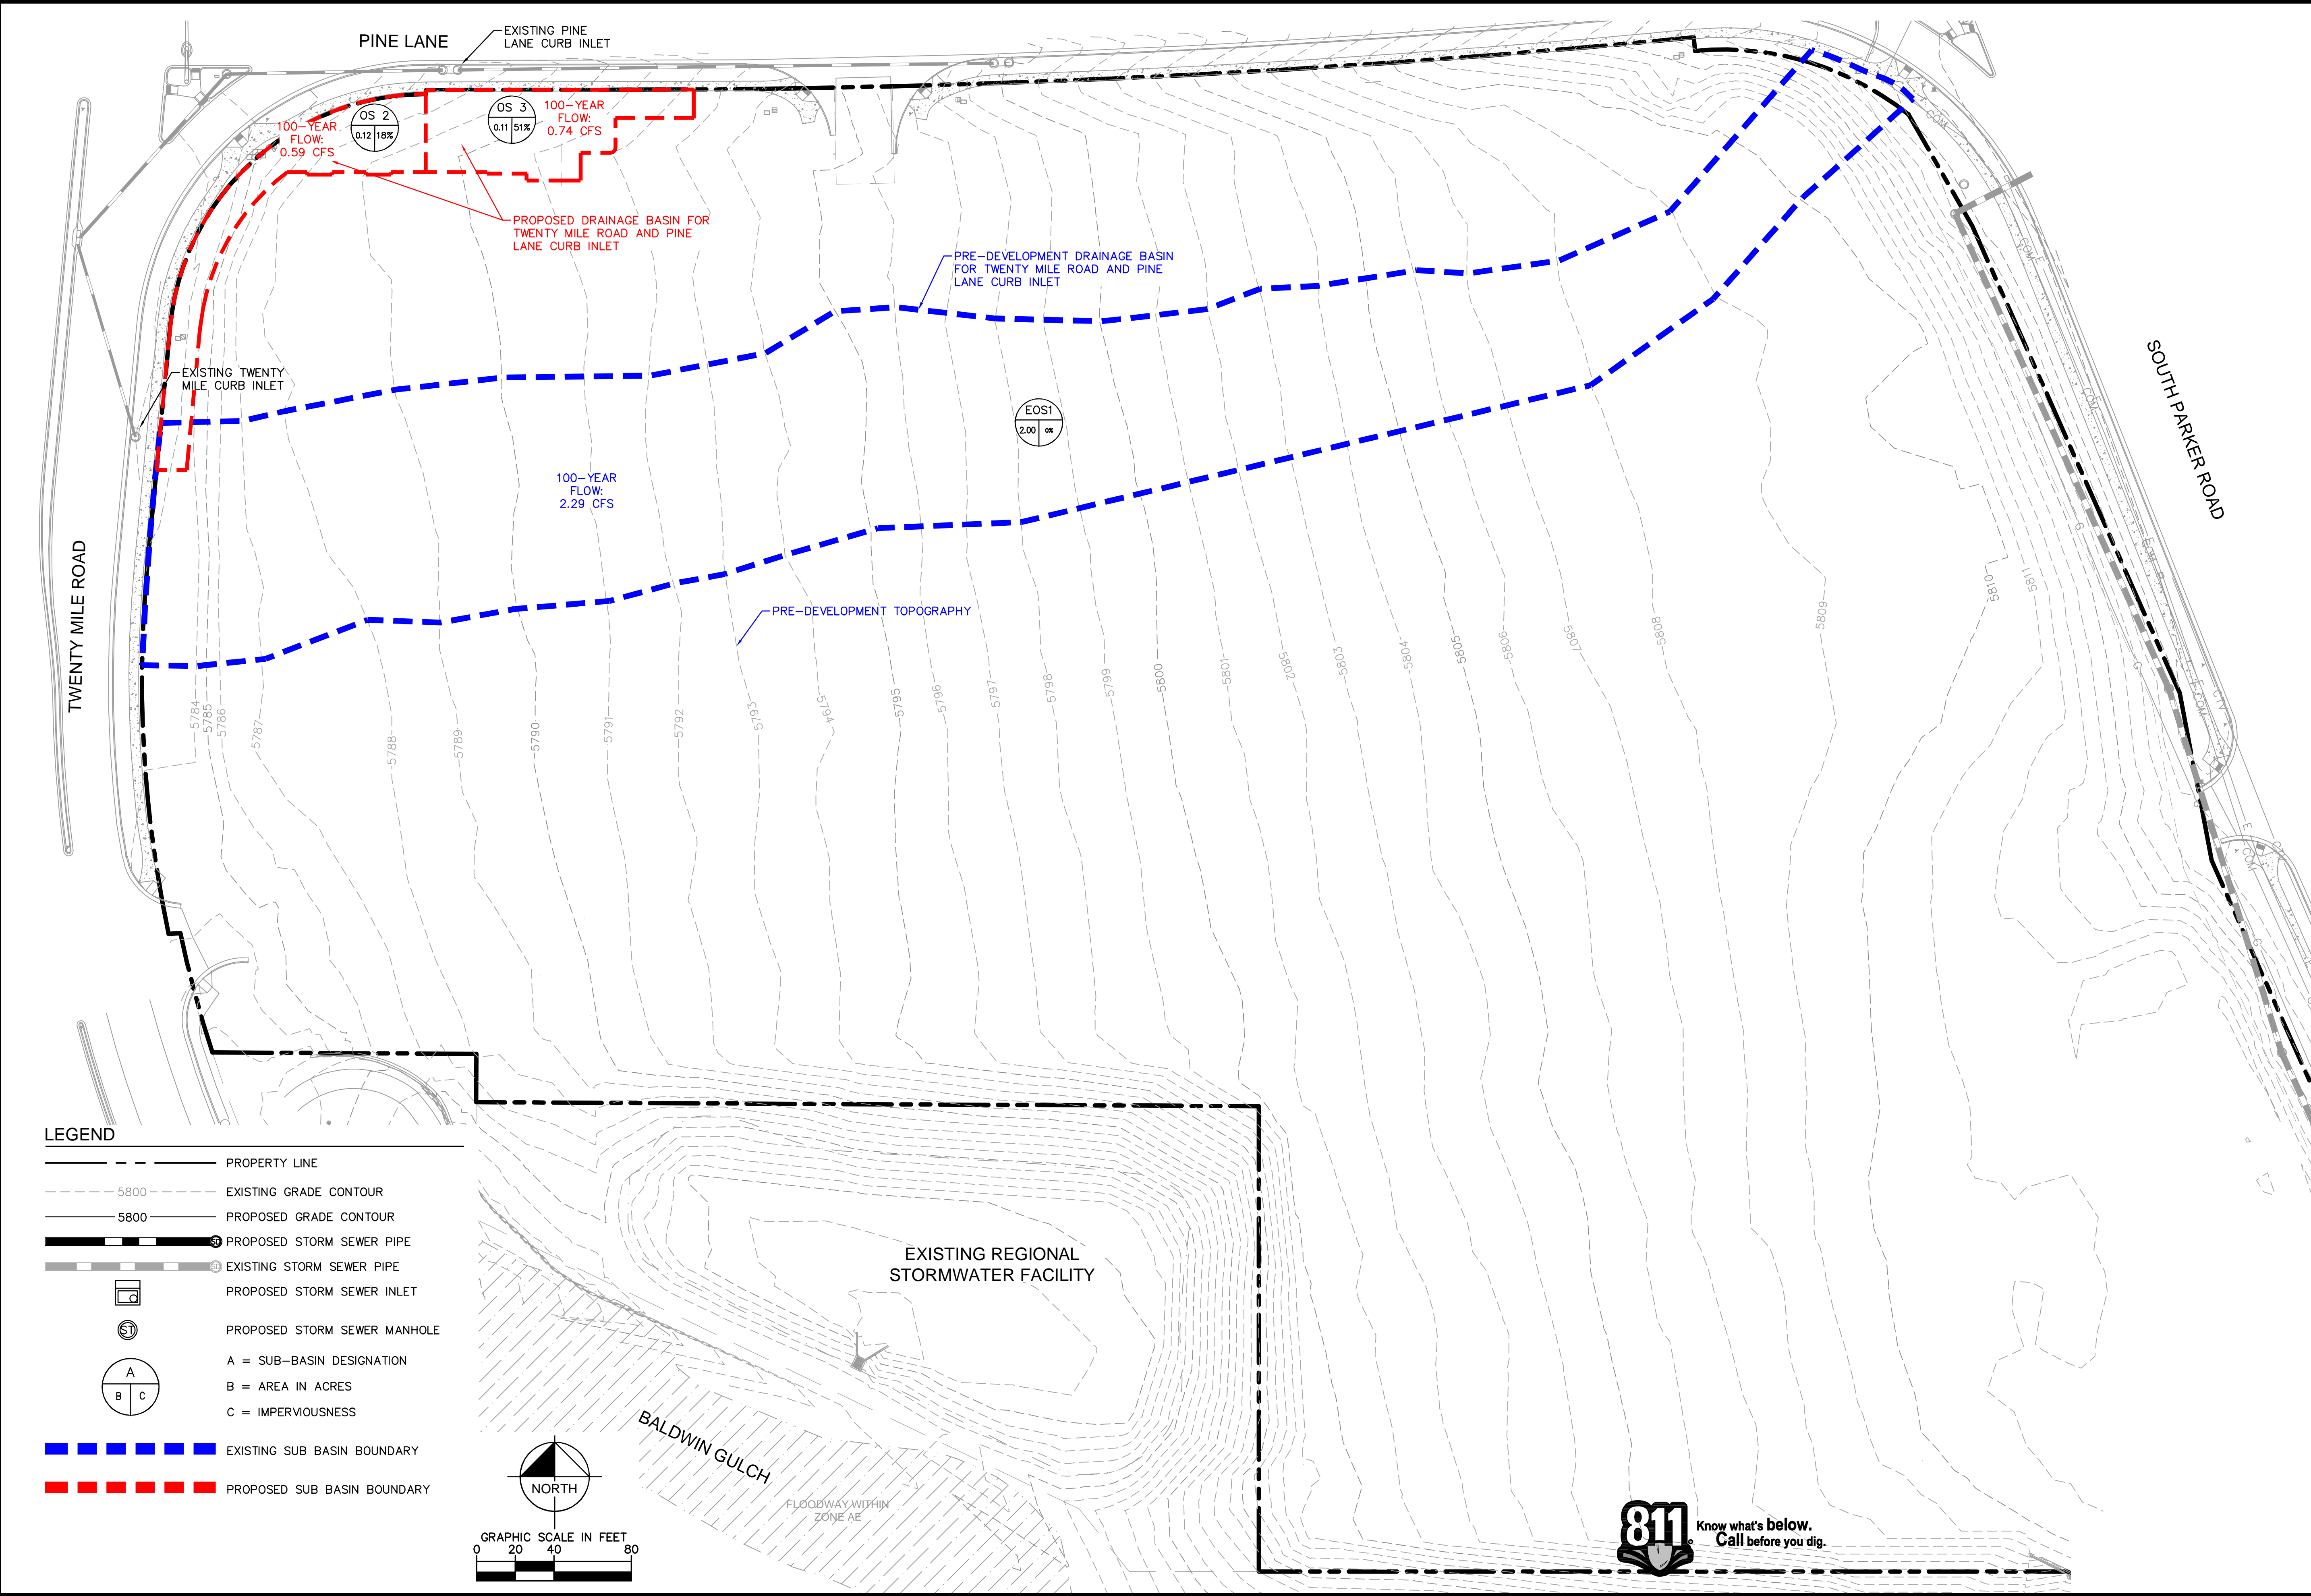 PINE LANE
EXISTING PINE
LANE CURB INLET
OS 2
0.12 18%
100-YEAR
FLOW:
0.59 CFS
OS 3
0.11 51%
100-YEAR
FLOW:
0.74 CFS
PROPOSED DRAINAGE BASIN FOR
TWENTY MILE ROAD AND PINE
LANE CURB INLET
PRE-DEVELOPMENT DRAINAGE BASIN
FOR TWENTY MILE ROAD AND PINE
LANE CURB INLET
EXISTING TWENTY
MILE CURB INLET
EOS1
2.00 0%
100-YEAR
FLOW:
2.29 CFS
PRE-DEVELOPMENT TOPOGRAPHY
TWENTY MILE ROAD
SOUTH PARKER ROAD
COM
COM
COM
COM
E
E
G
G
G
G
G
CTV
E
COM
5784
5785
5786
5787
5788
5789
5790
5791
5792
5793
5794
5795
5796
5797
5798
5799
5800
5801
5802
5803
5804
5805
5806
5807
5808
5809
5810
5811
LEGEND
PROPERTY LINE
5800
EXISTING GRADE CONTOUR
5800
PROPOSED GRADE CONTOUR
PROPOSED STORM SEWER PIPE
EXISTING STORM SEWER PIPE
PROPOSED STORM SEWER INLET
ST
PROPOSED STORM SEWER MANHOLE
A
B C
A = SUB-BASIN DESIGNATION
B = AREA IN ACRES
C = IMPERVIOUSNESS
EXISTING SUB BASIN BOUNDARY
PROPOSED SUB BASIN BOUNDARY
NORTH
GRAPHIC SCALE IN FEET
0 20 40 80
EXISTING REGIONAL
STORMWATER FACILITY
BALDWIN GULCH
FLOODWAY WITHIN
ZONE AE
811
Know what's below.
Call before you dig.